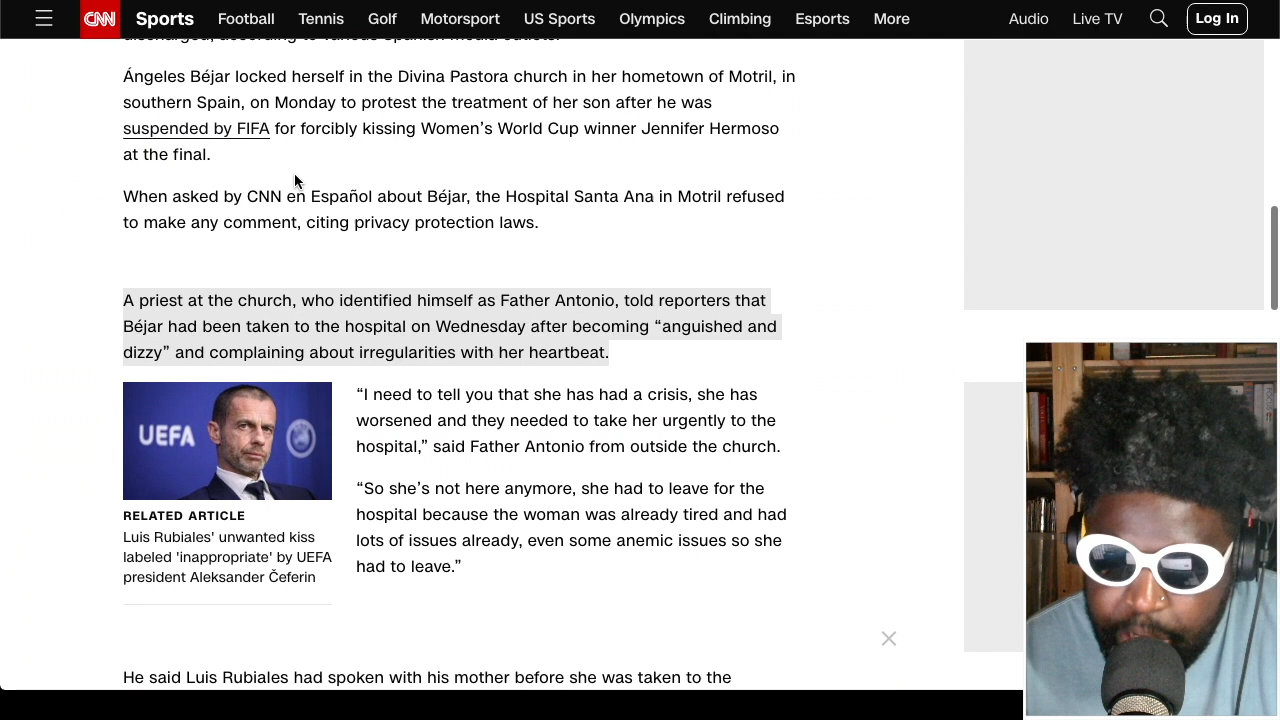 CNN Sports Football Tennis Golf Motorsport US Sports Olympics Climbing Esports More Audio Live TV Log In
discharged, according to various Spanish media outlets.
Ángeles Béjar locked herself in the Divina Pastora church in her hometown of Motril, in
southern Spain, on Monday to protest the treatment of her son after he was
suspended by FIFA for forcibly kissing Women’s World Cup winner Jennifer Hermoso
at the final.
When asked by CNN en Español about Béjar, the Hospital Santa Ana in Motril refused
to make any comment, citing privacy protection laws.
A priest at the church, who identified himself as Father Antonio, told reporters that
Béjar had been taken to the hospital on Wednesday after becoming “anguished and
dizzy” and complaining about irregularities with her heartbeat.
UEFA
RELATED ARTICLE
Luis Rubiales' unwanted kiss
labeled 'inappropriate' by UEFA
president Aleksander Čeferin
“I need to tell you that she has had a crisis, she has
worsened and they needed to take her urgently to the
hospital,” said Father Antonio from outside the church.
“So she’s not here anymore, she had to leave for the
hospital because the woman was already tired and had
lots of issues already, even some anemic issues so she
had to leave.”
He said Luis Rubiales had spoken with his mother before she was taken to the